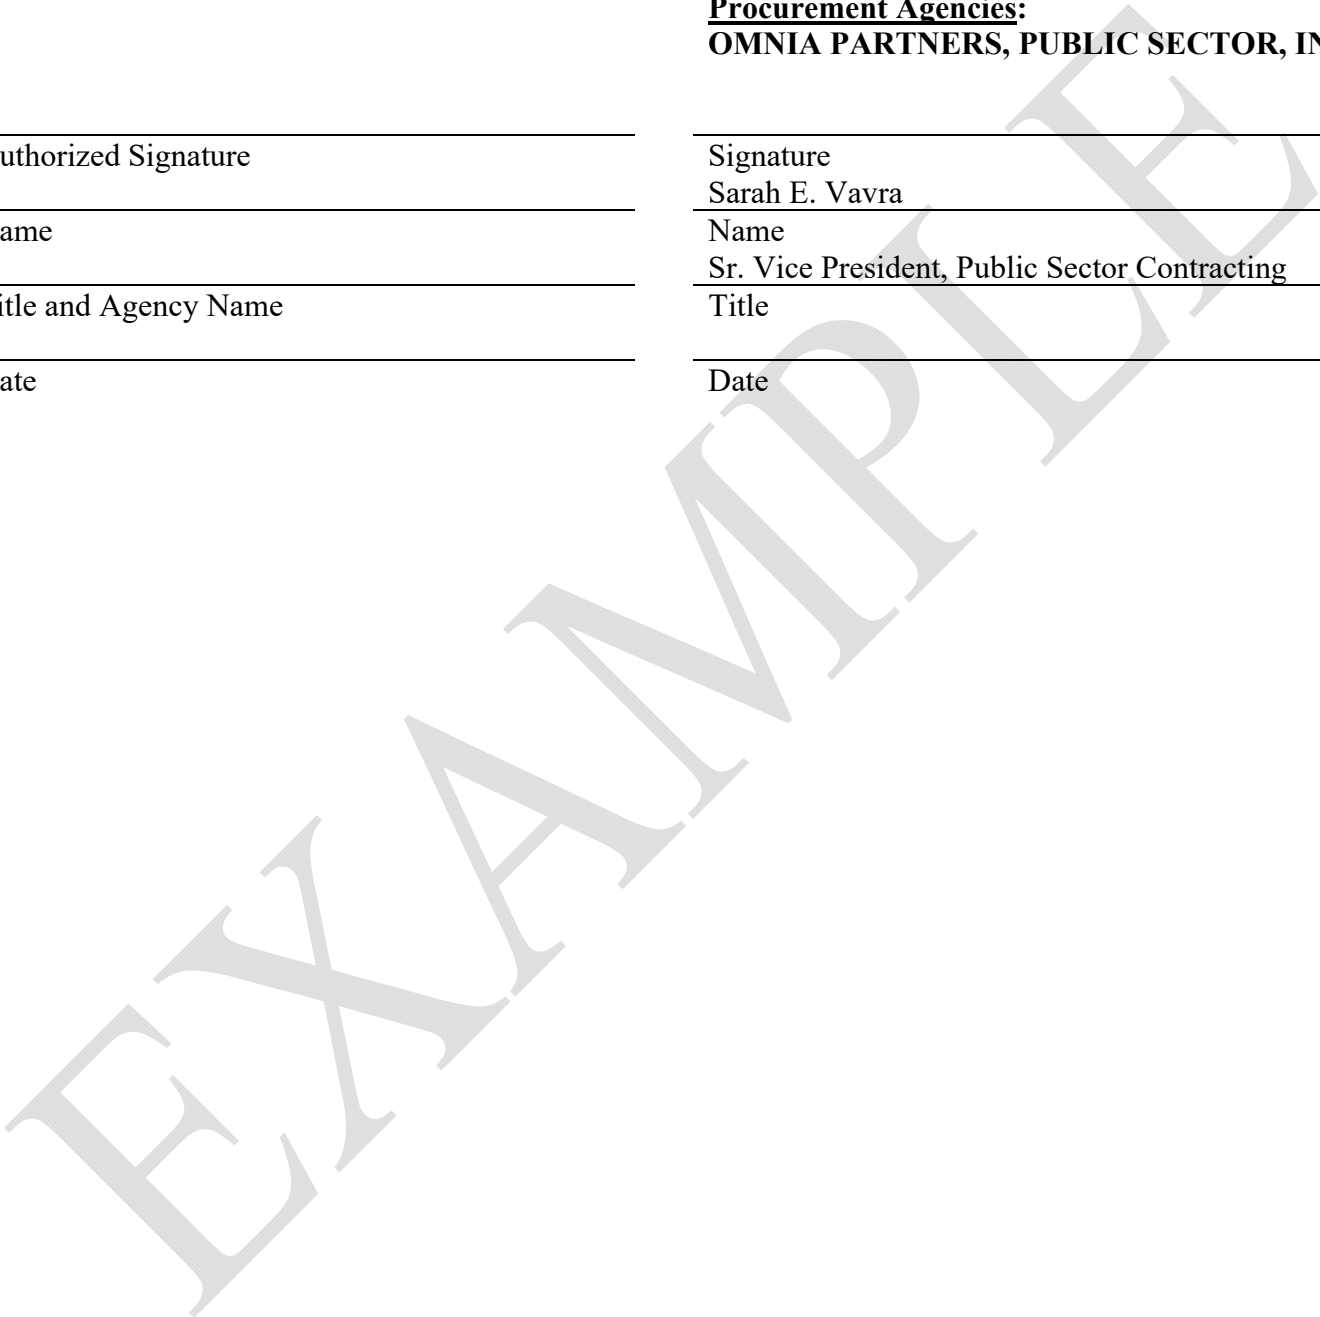 Procurement Agencies:
OMNIA PARTNERS, PUBLIC SECTOR, IN
uthorized Signature
ame
itle and Agency Name
ate
Signature
Sarah E. Vavra
Name
Sr. Vice President, Public Sector Contracting
Title
Date
EXAMPLE